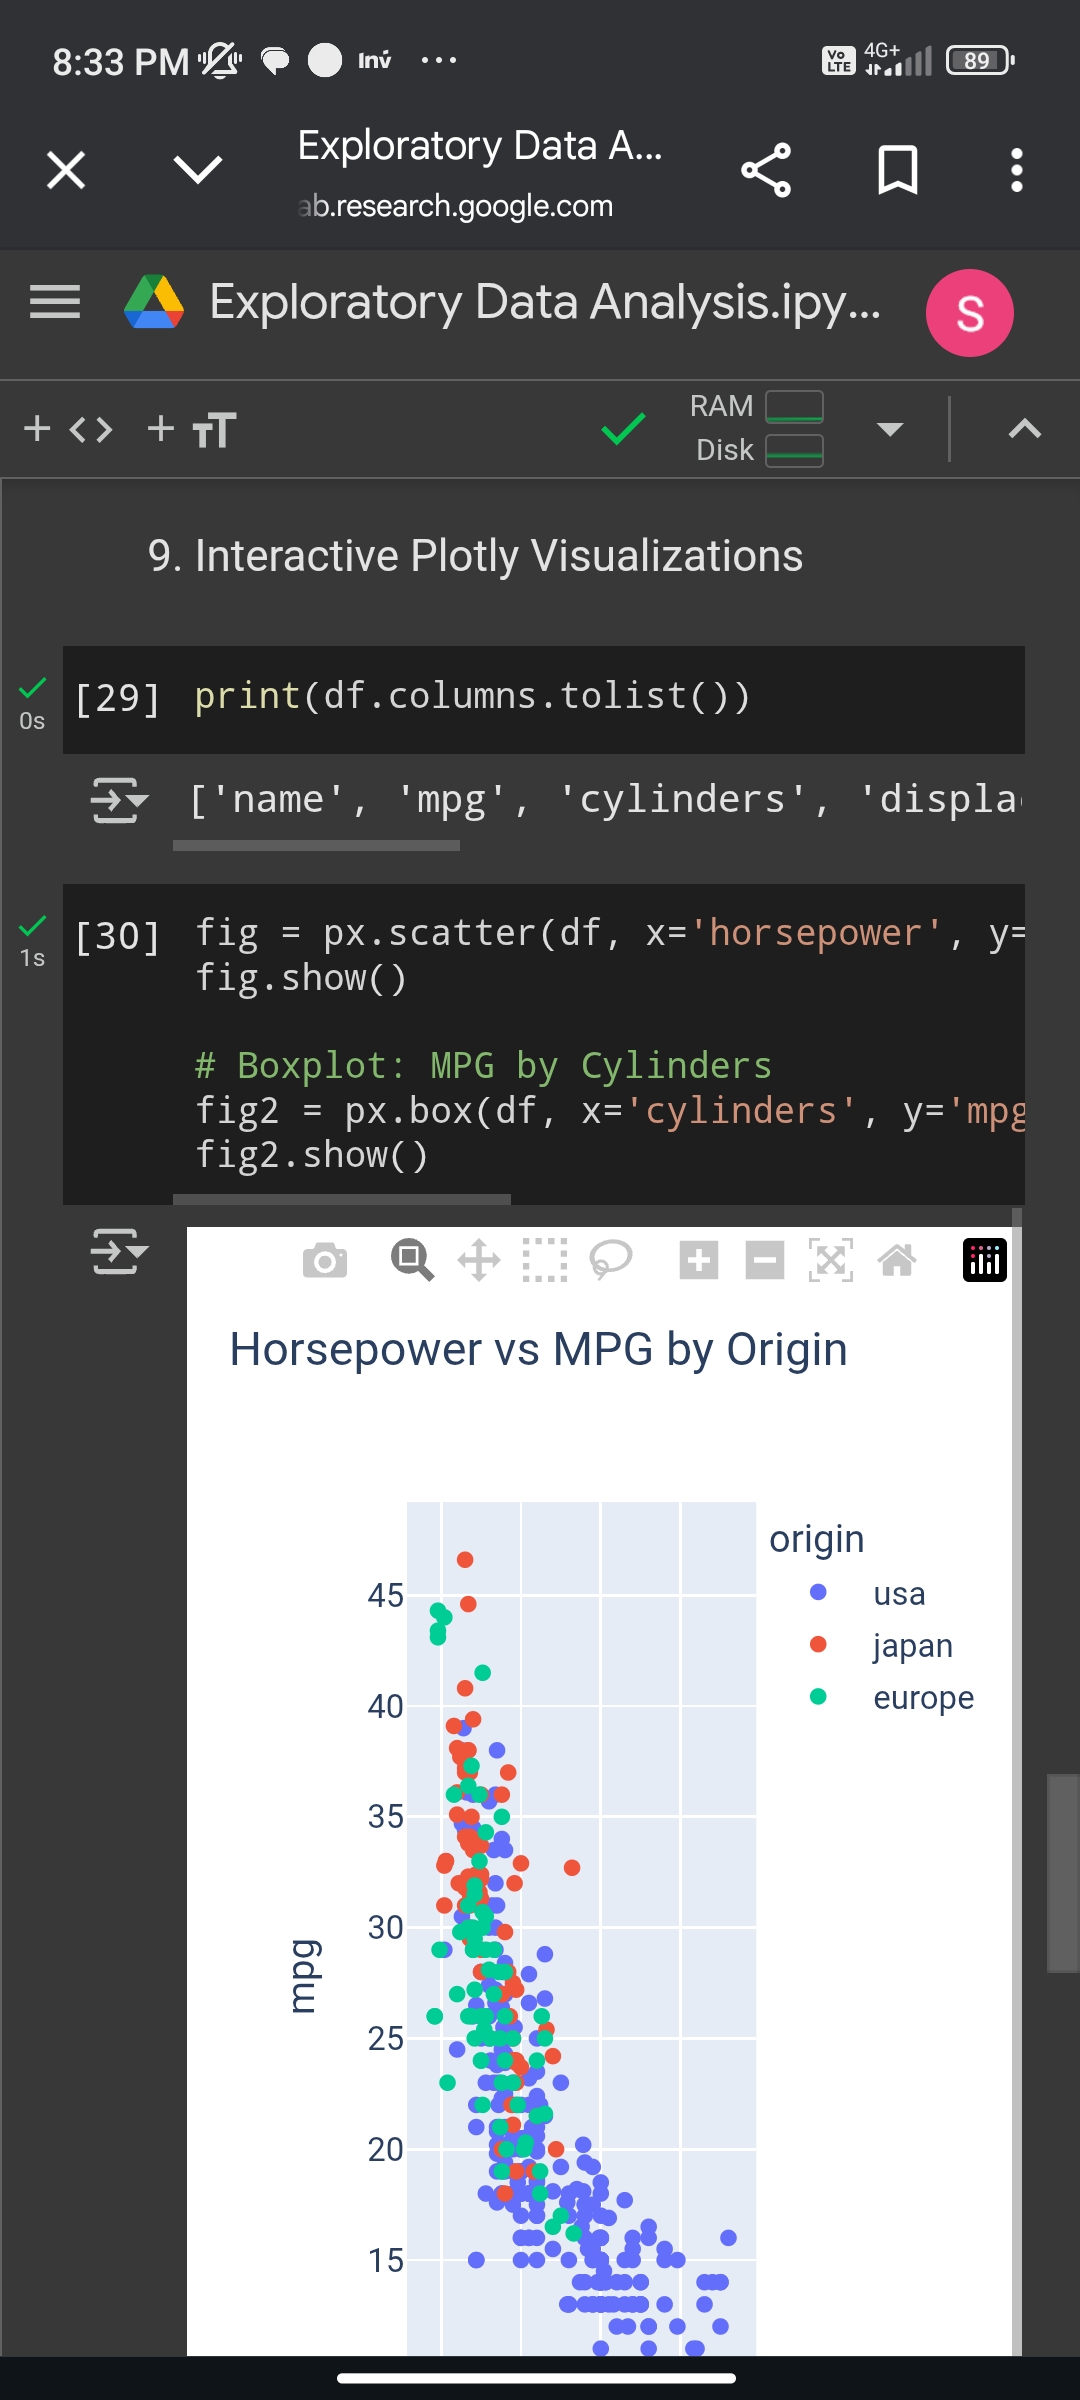 8:33 PM Inv ... Vo LTE 4G+ 89
Exploratory Data A...
ab.research.google.com
Exploratory Data Analysis.ipy... S
+ <> + TT RAM
Disk
9. Interactive Plotly Visualizations
[29] print(df.columns.tolist())
0s
['name', 'mpg', 'cylinders', 'displa
[30] fig = px.scatter(df, x='horsepower', y=
1s
fig.show()
# Boxplot: MPG by Cylinders
fig2 = px.box(df, x='cylinders', y='mpg
fig2.show()
Horsepower vs MPG by Origin
origin
usa
japan
europe
45
40
35
30
25
20
15
mpg